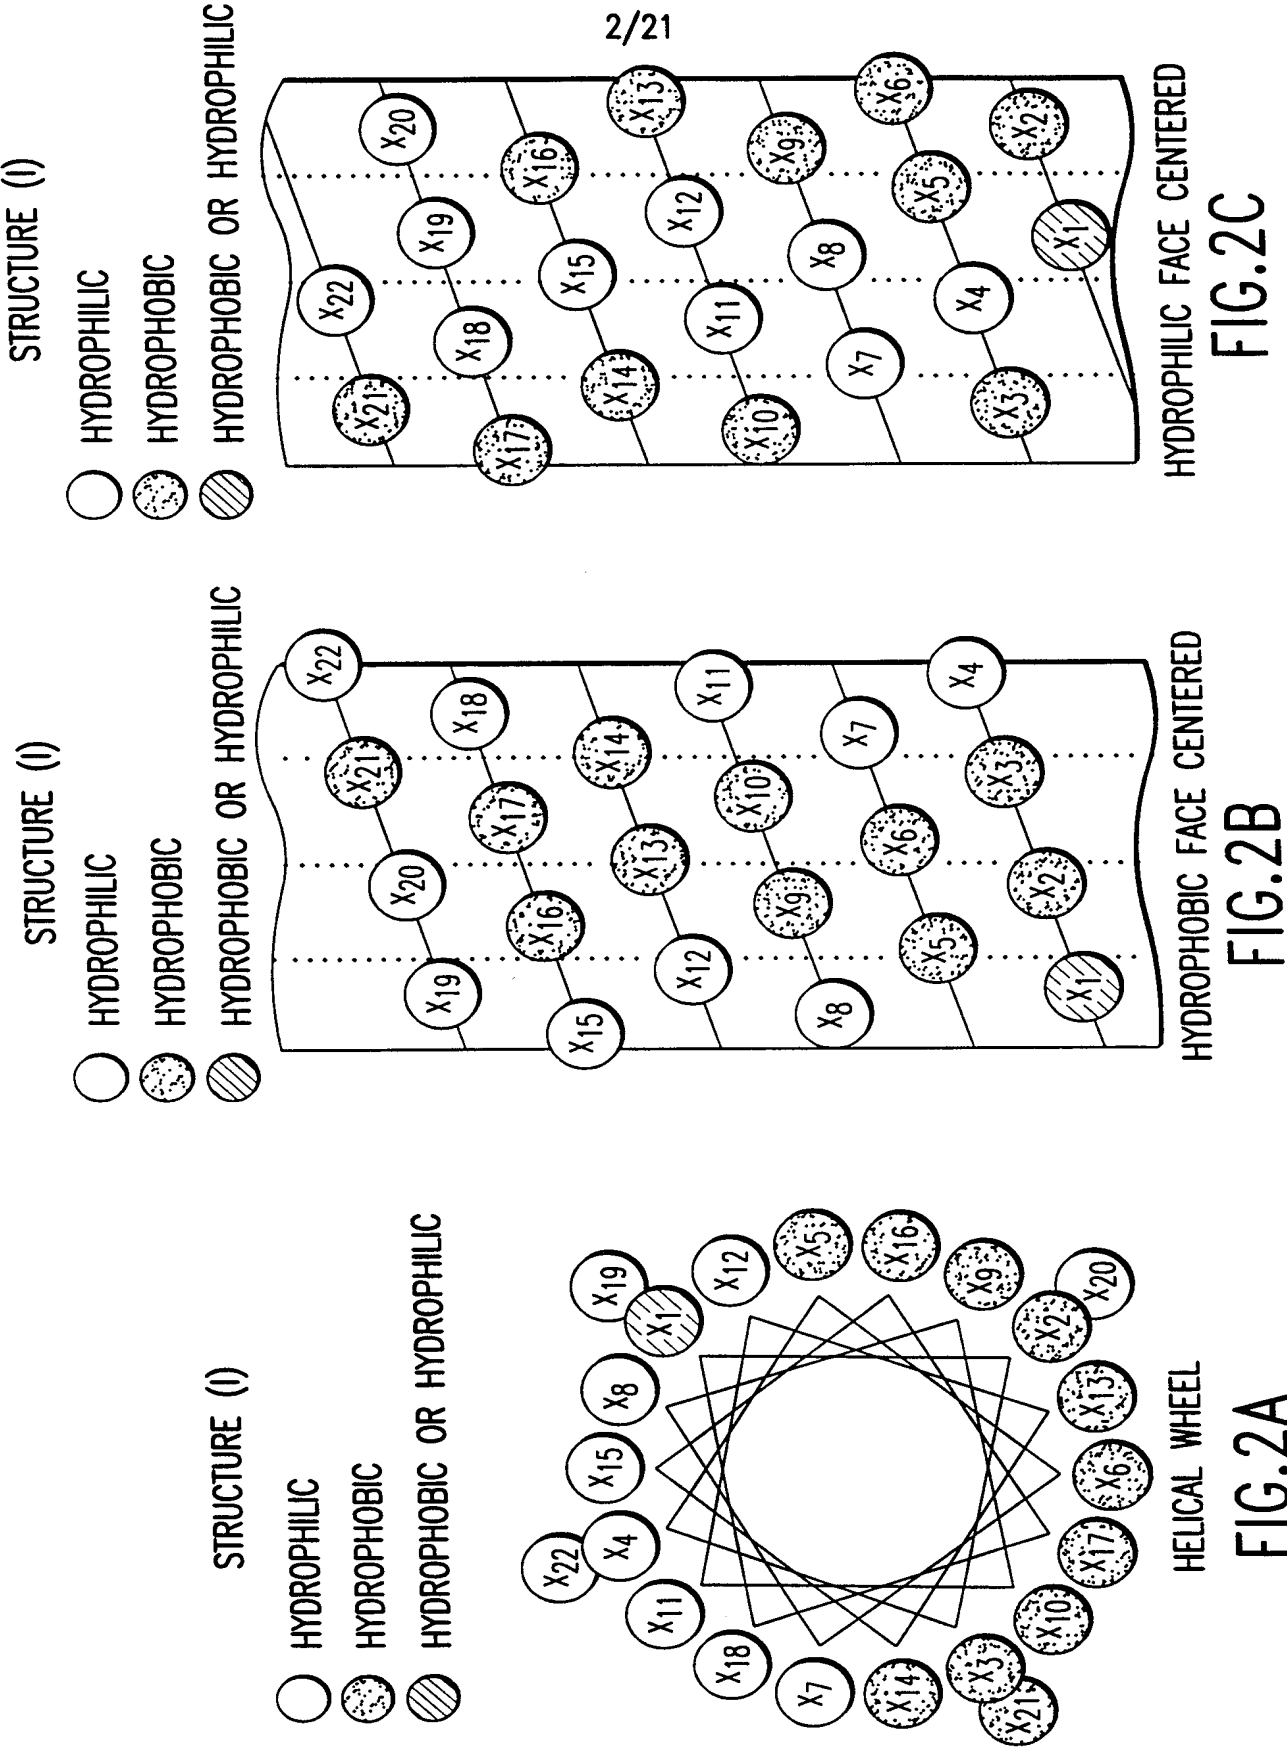 2/21
STRUCTURE (I)
HYDROPHILIC
HYDROPHOBIC
HYDROPHOBIC OR HYDROPHILIC
X19
X1
X12
X8
X5
X15
X16
X22
X4
X9
X11
X2
X20
X18
X13
X7
X6
X14
X17
X3
X10
X21
HELICAL WHEEL
FIG.2A
STRUCTURE (I)
HYDROPHILIC
HYDROPHOBIC
HYDROPHOBIC OR HYDROPHILIC
X22
X21
X20
X19
X18
X17
X16
X15
X14
X13
X12
X11
X10
X9
X8
X7
X6
X5
X4
X3
X2
X1
HYDROPHOBIC FACE CENTERED
FIG.2B
STRUCTURE (I)
HYDROPHILIC
HYDROPHOBIC
HYDROPHOBIC OR HYDROPHILIC
X22
X21
X20
X19
X18
X17
X16
X15
X14
X13
X12
X11
X10
X9
X8
X7
X6
X5
X4
X3
X2
X1
HYDROPHILIC FACE CENTERED
FIG.2C